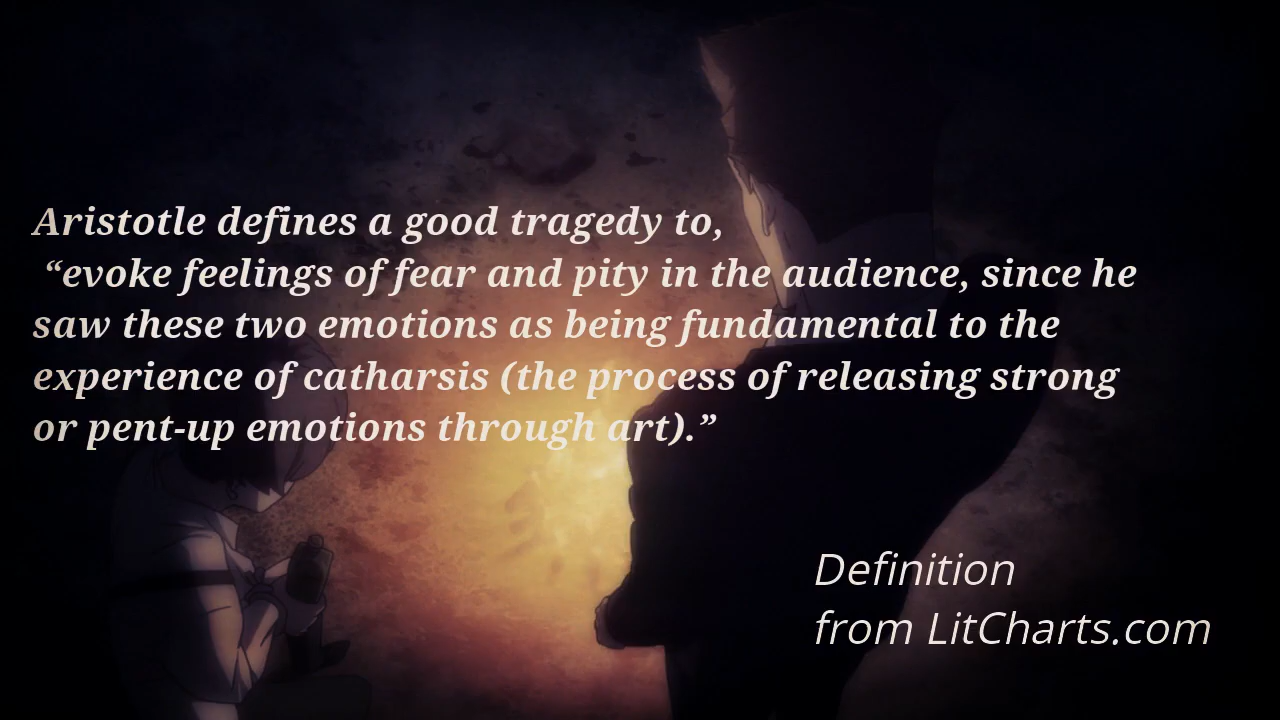 Aristotle defines a good tragedy to,
“evoke feelings of fear and pity in the audience, since he
saw these two emotions as being fundamental to the
experience of catharsis (the process of releasing strong
or pent-up emotions through art).”
Definition
from LitCharts.com